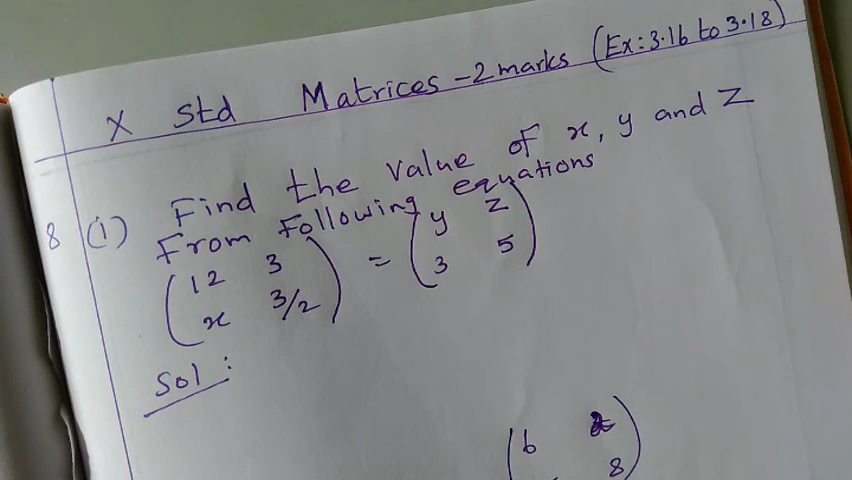 X Std Matrices - 2 marks (Ex: 3.16 to 3.18)
8 (1) Find the value of x, y and z
From Following equations
(12 3
x 3/2) = (y z
3 5)
Sol :
(6
8)